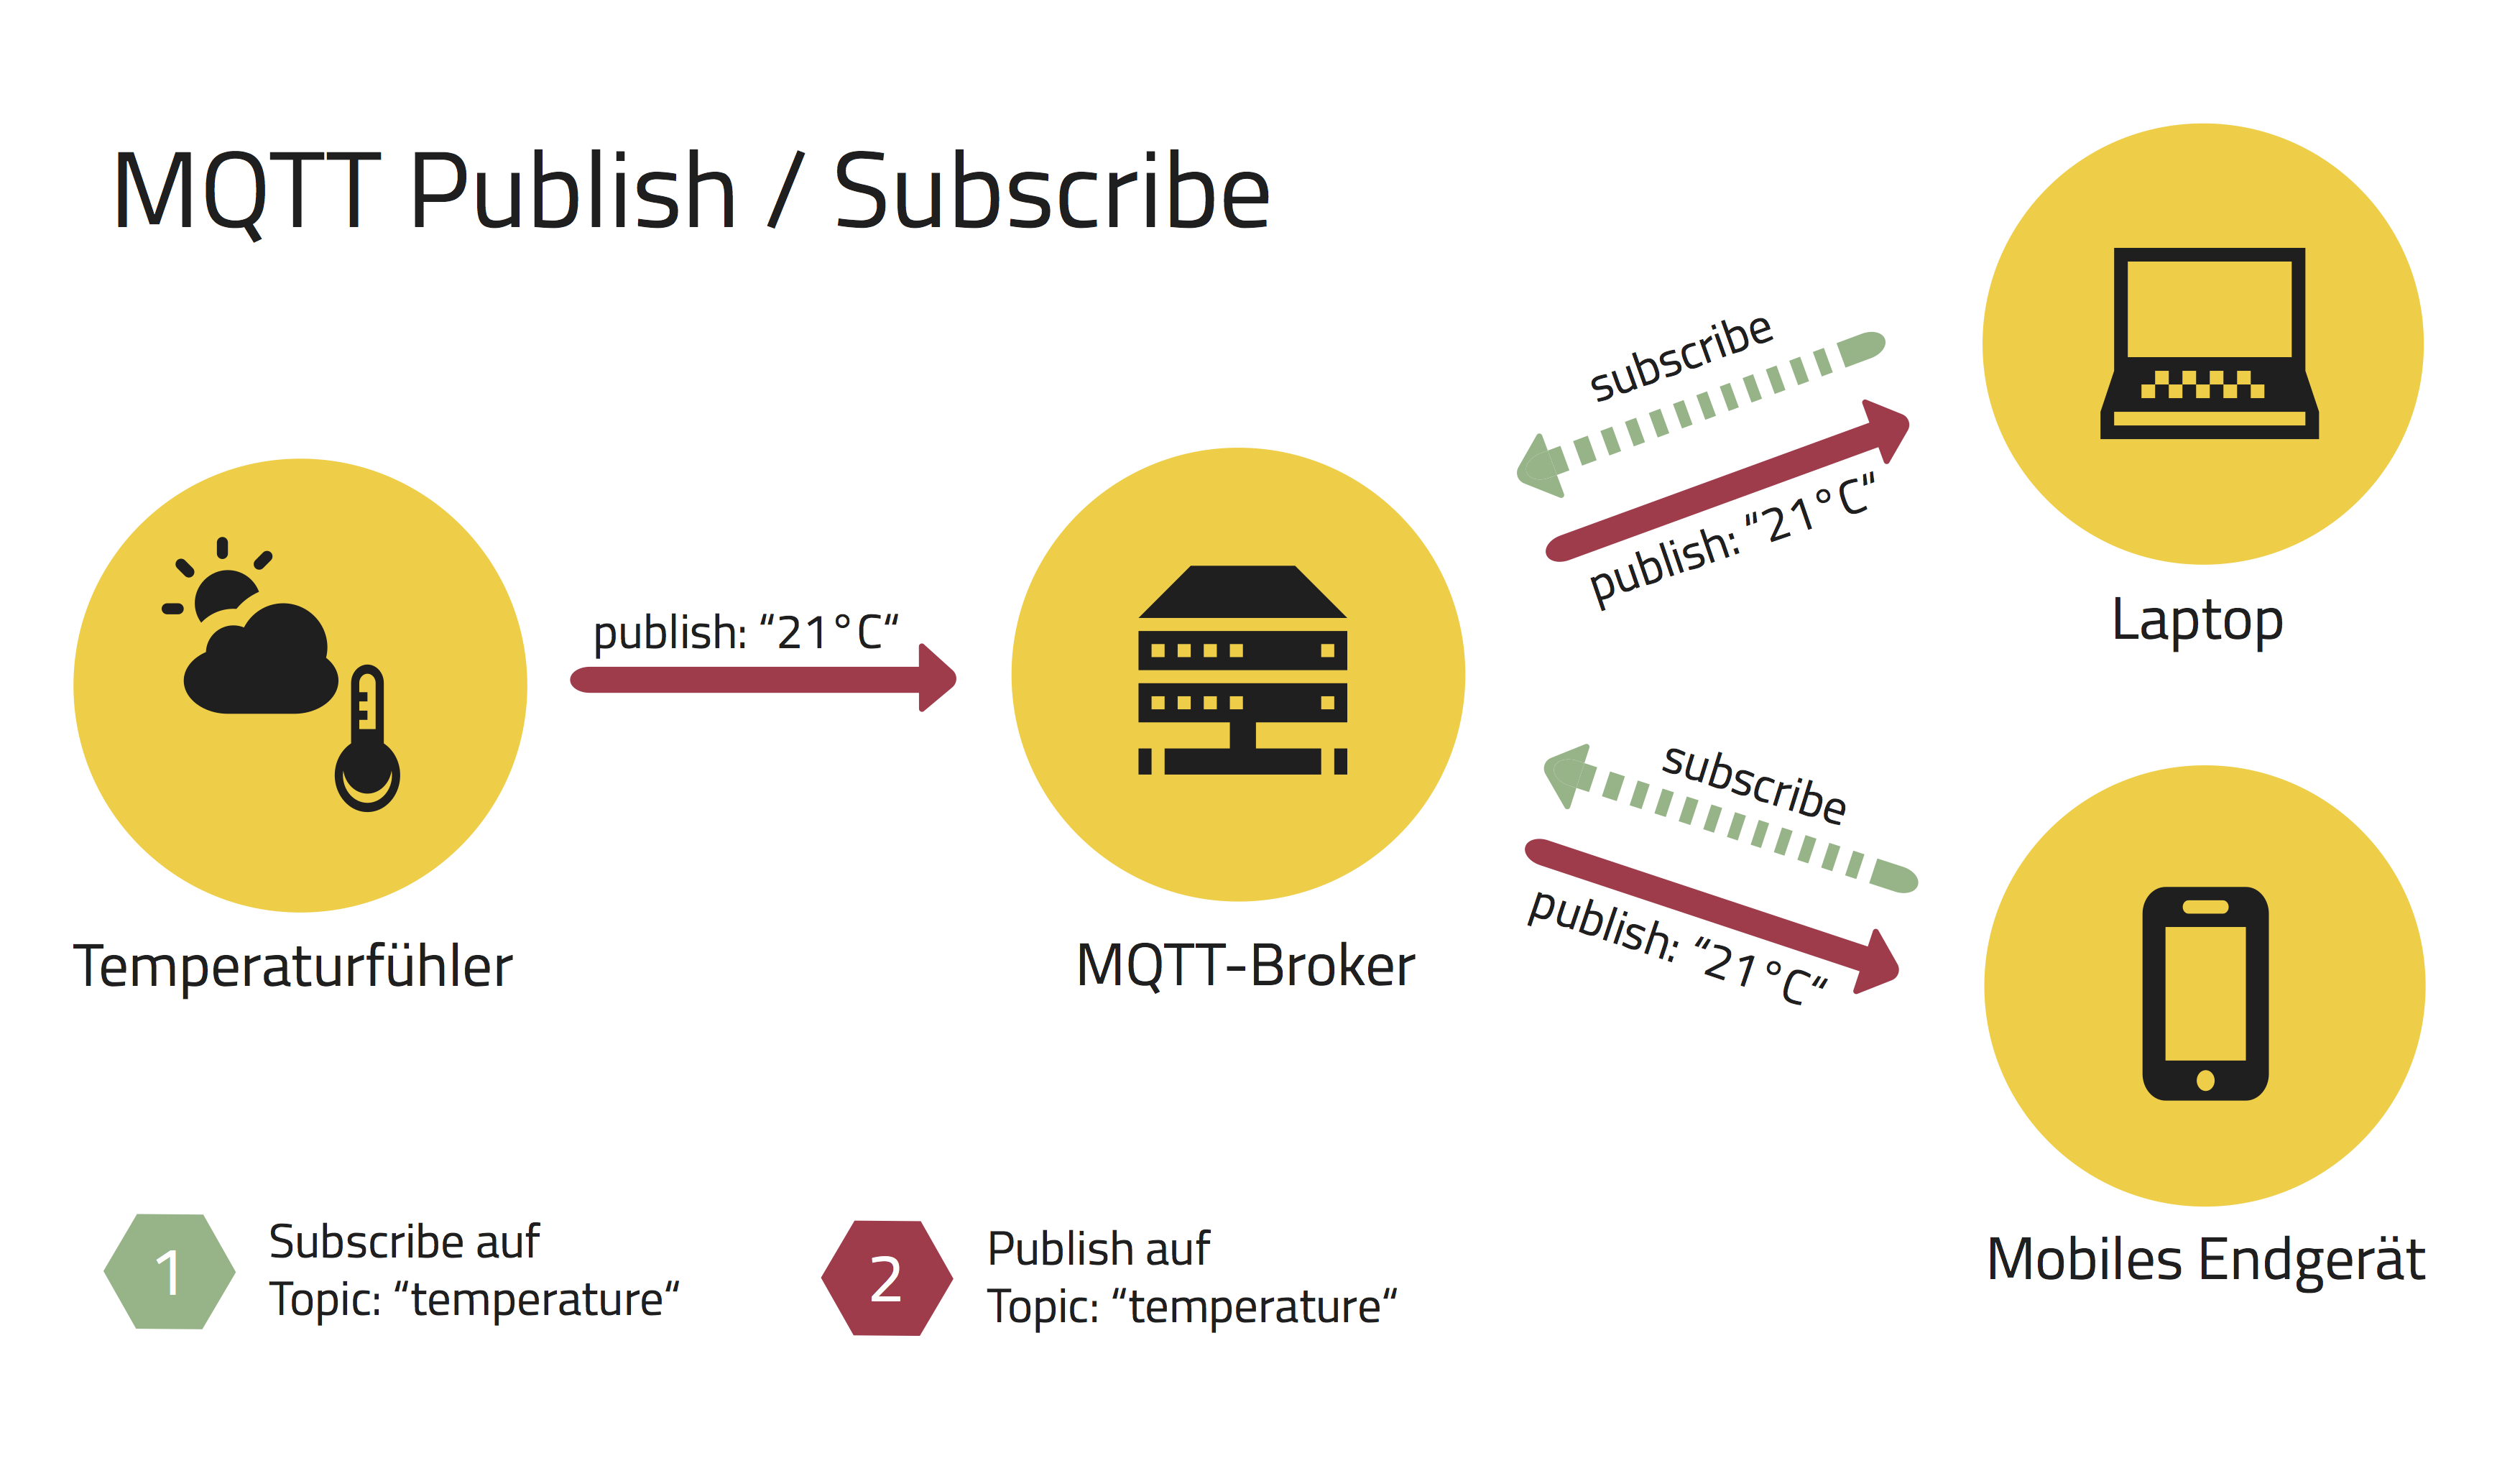 MQTT Publish / Subscribe
subscribe
publish: “21°C“
Laptop
publish: “21°C“
Temperaturfühler
MQTT-Broker
subscribe
publish: “21°C“
Mobiles Endgerät
1
Subscribe auf
Topic: “temperature“
2
Publish auf
Topic: “temperature“